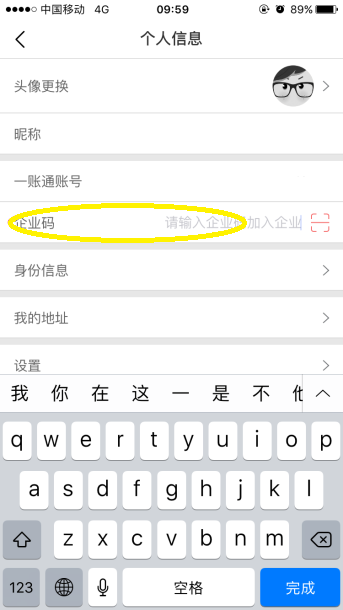 中国移动 4G 09:59 89%
个人信息
头像更换
昵称
一账通账号
企业码 请输入企业码加入企业
身份信息
我的地址
设置
我 你 在 这 一 是 不
q w e r t y u i o p
a s d f g h j k l
z x c v b n m
123 空格 完成